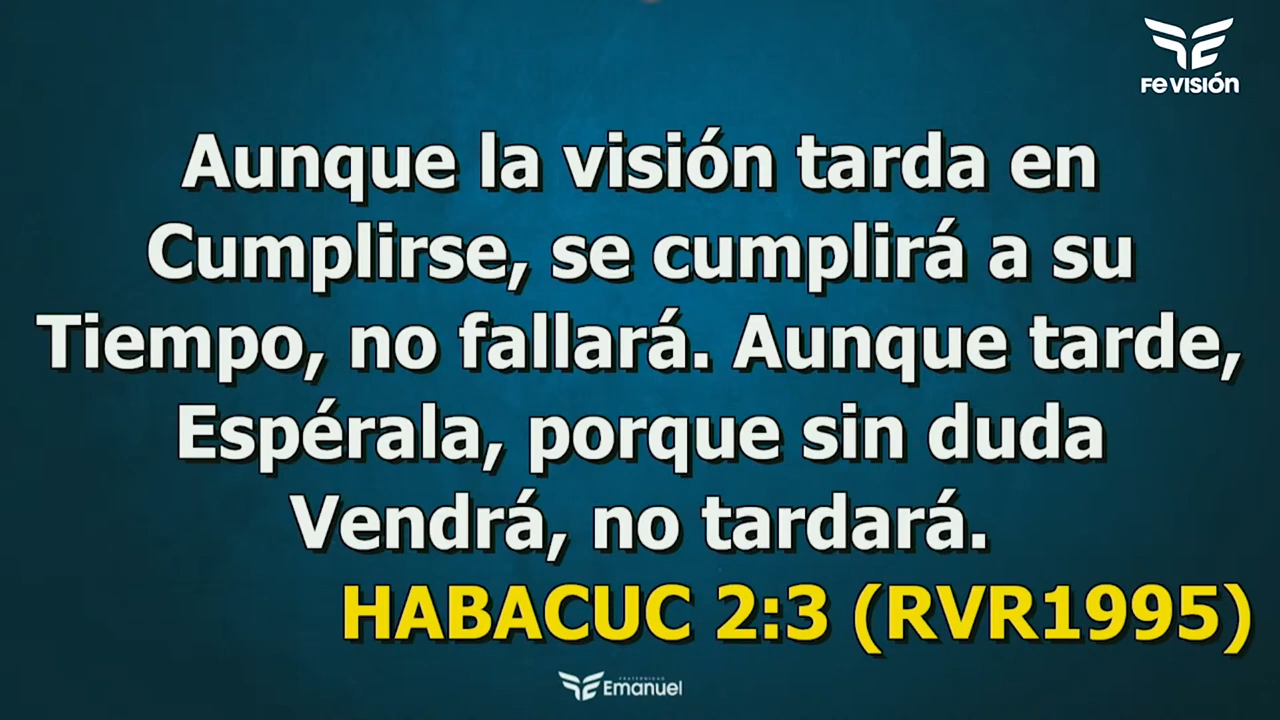 FE VISIÓN
Aunque la visión tarda en
Cumplirse, se cumplirá a su
Tiempo, no fallará. Aunque tarde,
Espérala, porque sin duda
Vendrá, no tardará.
HABACUC 2:3 (RVR1995)
FRATERNIDAD
Emanuel